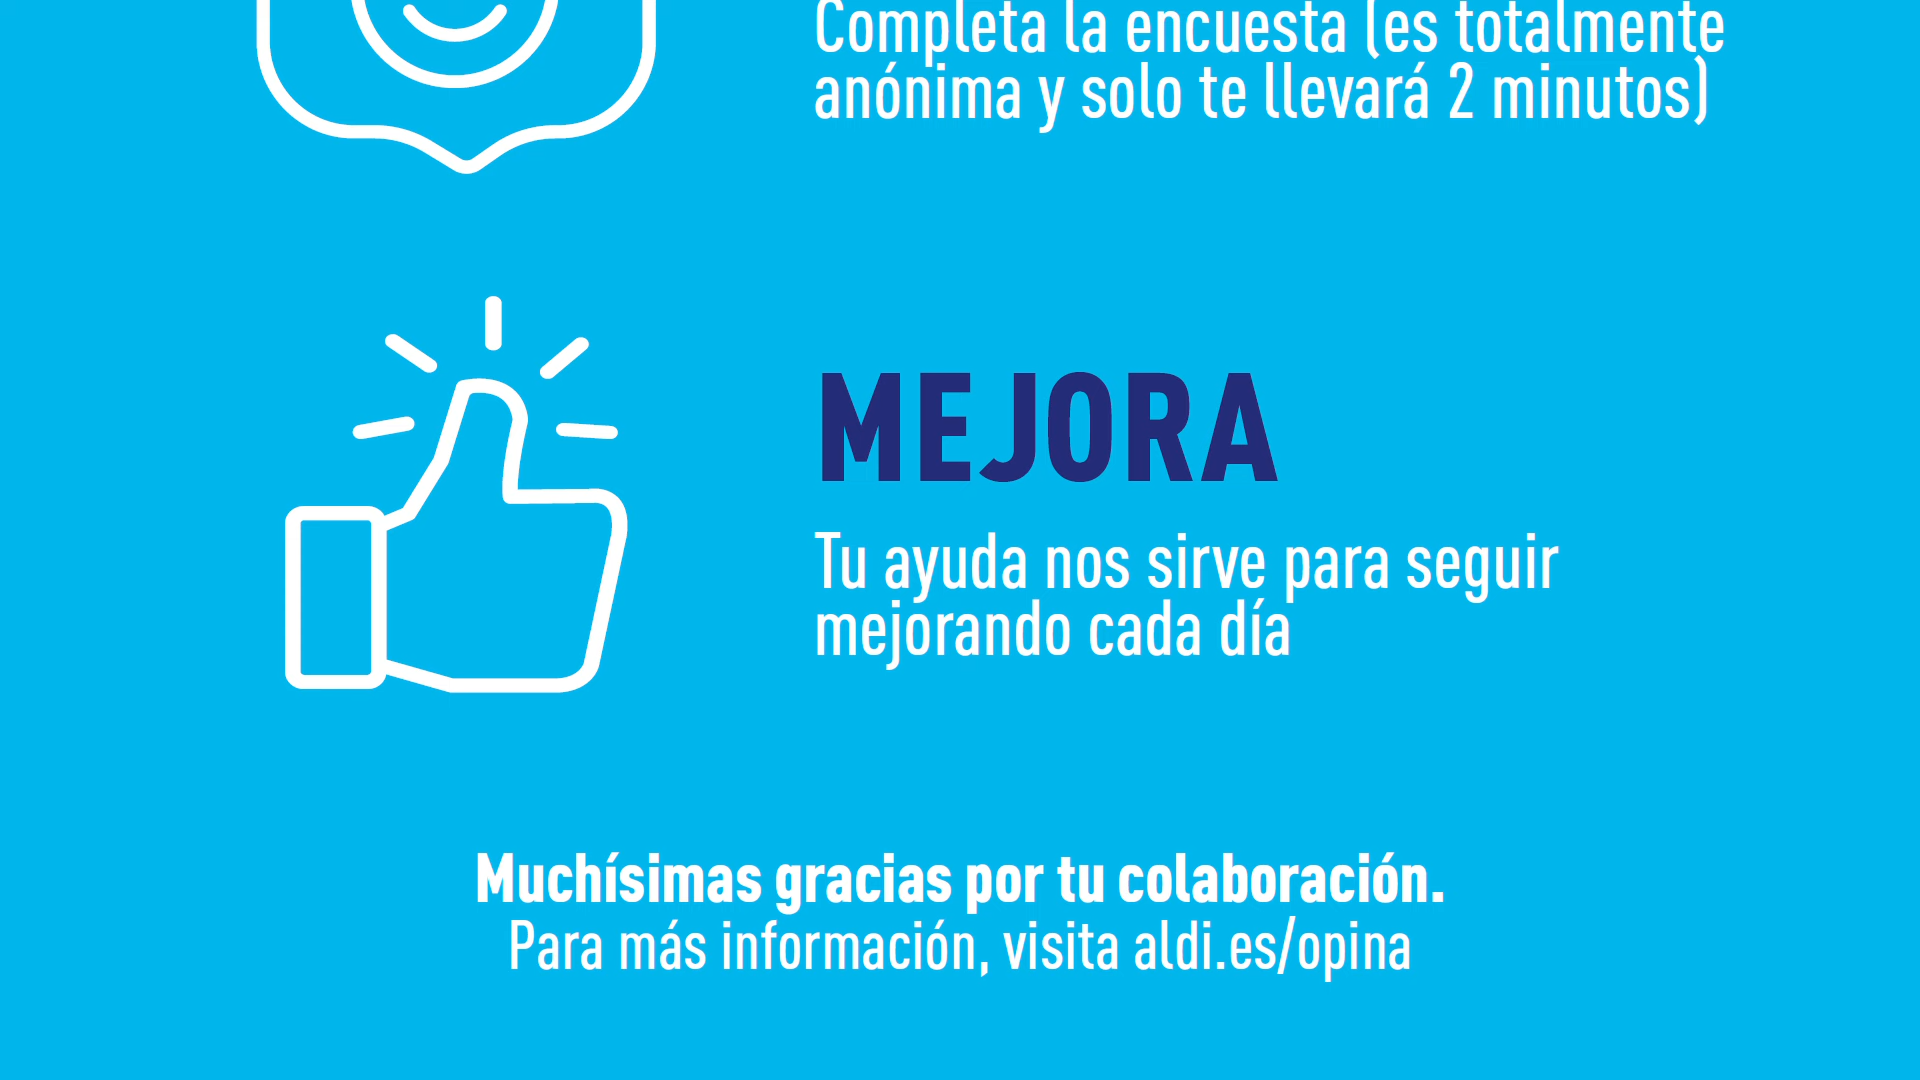 Completa la encuesta (es totalmente
anónima y solo te llevará 2 minutos)
MEJORA
Tu ayuda nos sirve para seguir
mejorando cada día
Muchísimas gracias por tu colaboración.
Para más información, visita aldi.es/opina